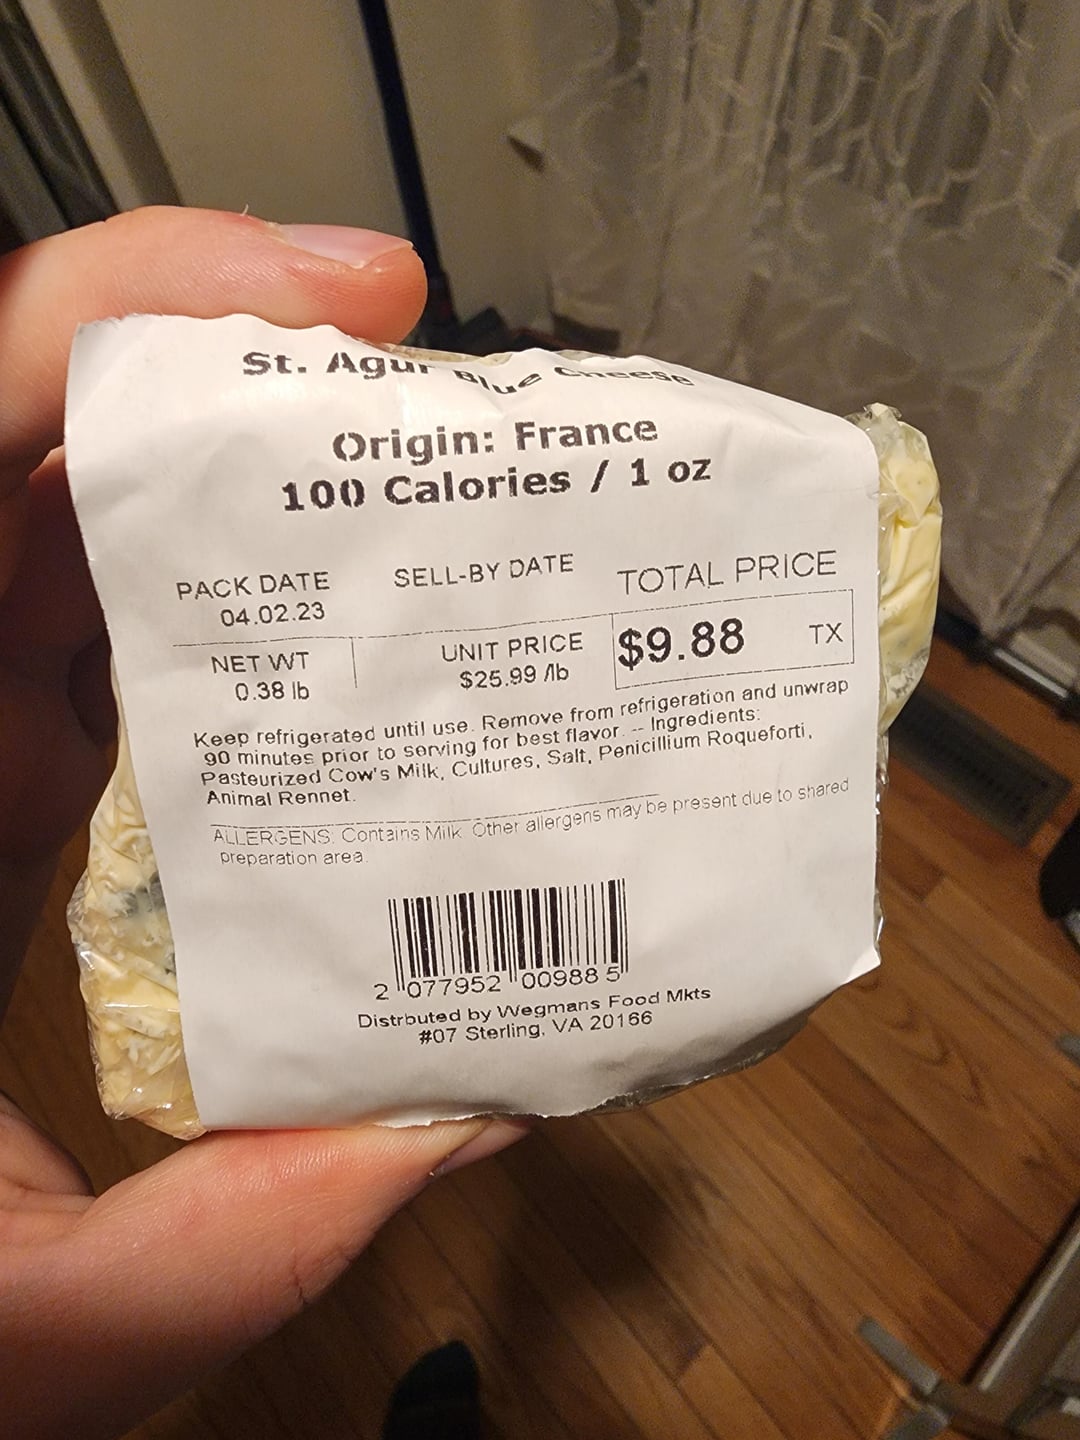 St. Agur Blue Cheese
Origin: France
100 Calories / 1 oz
PACK DATE
04.02.23
SELL-BY DATE
TOTAL PRICE
NET WT
0.38 lb
UNIT PRICE
$25.99 /lb
$9.88 TX
Keep refrigerated until use. Remove from refrigeration and unwrap
90 minutes prior to serving for best flavor. -- Ingredients:
Pasteurized Cow's Milk, Cultures, Salt, Penicillium Roqueforti,
Animal Rennet.
ALLERGENS: Contains Milk. Other allergens may be present due to shared
preparation area.
2 077952 00988 5
Distrbuted by Wegmans Food Mkts
#07 Sterling, VA 20166